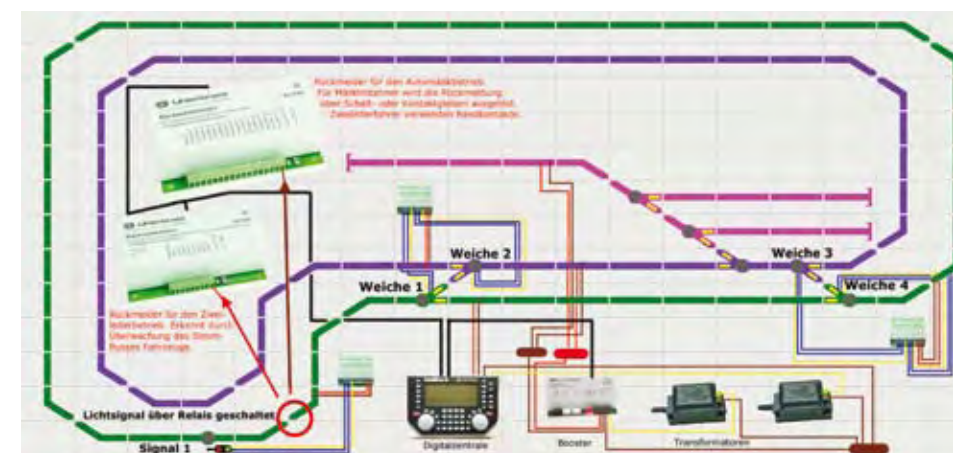 Rückmelder für den Automatikbetrieb.
Für Märklinbahner wird die Rückmeldung
über Schalt- oder Kontaktgleise ausgelöst.
Zweileiterfahrer verwenden Reedkontakte.
Weiche 2
Weiche 3
Weiche 1
Weiche 4
Rückmelder für den Zwei-
leiterbetrieb. Erkennt durch
Überwachung des Strom-
flusses Fahrzeuge.
Lichtsignal über Relais geschaltet
Signal 1
Digitalzentrale
Booster
Transformatoren